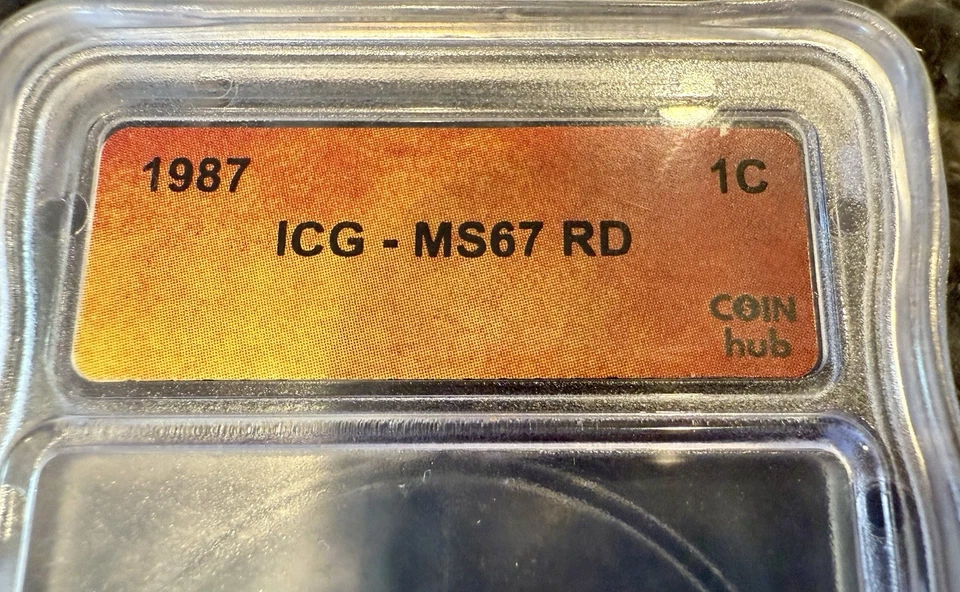 1987 1C
ICG - MS67 RD
COIN
hub